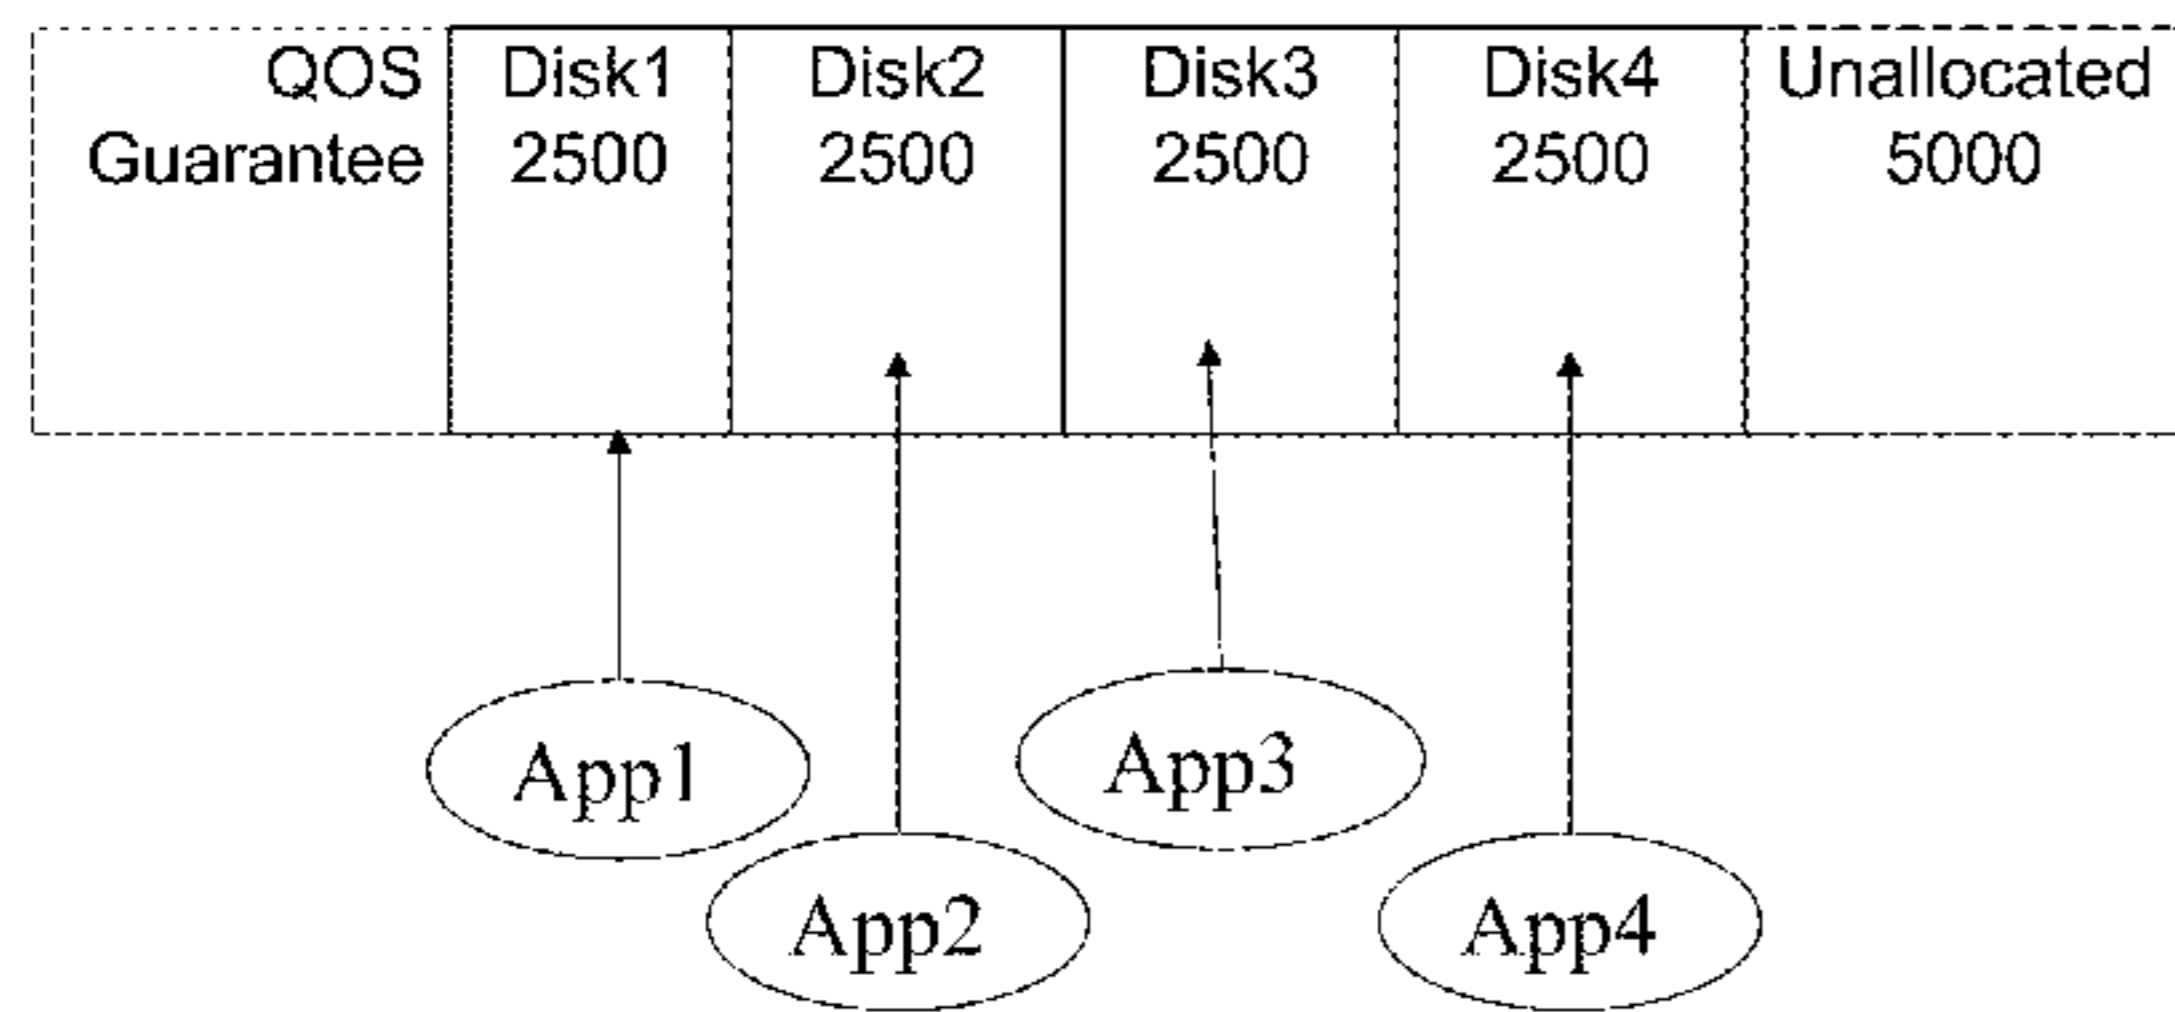 QOS Disk1 Disk2 Disk3 Disk4 Unallocated
Guarantee 2500 2500 2500 2500 5000
App1
App3
App2
App4